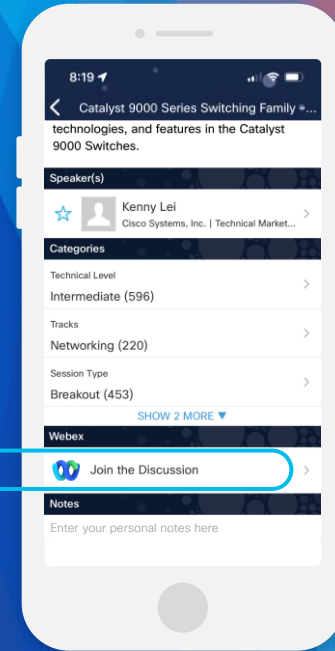 8:19
Catalyst 9000 Series Switching Family =...
technologies, and features in the Catalyst
9000 Switches.
Speaker(s)
Kenny Lei
Cisco Systems, Inc. | Technical Market...
Categories
Technical Level
Intermediate (596)
Tracks
Networking (220)
Session Type
Breakout (453)
SHOW 2 MORE ▼
Webex
Join the Discussion
Notes
Enter your personal notes here